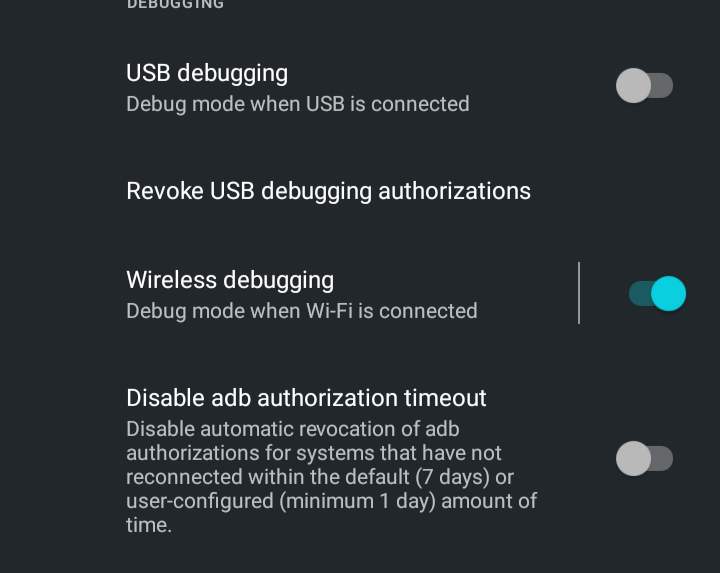 DEBUGGING
USB debugging
Debug mode when USB is connected
Revoke USB debugging authorizations
Wireless debugging
Debug mode when Wi-Fi is connected
Disable adb authorization timeout
Disable automatic revocation of adb
authorizations for systems that have not
reconnected within the default (7 days) or
user-configured (minimum 1 day) amount of
time.